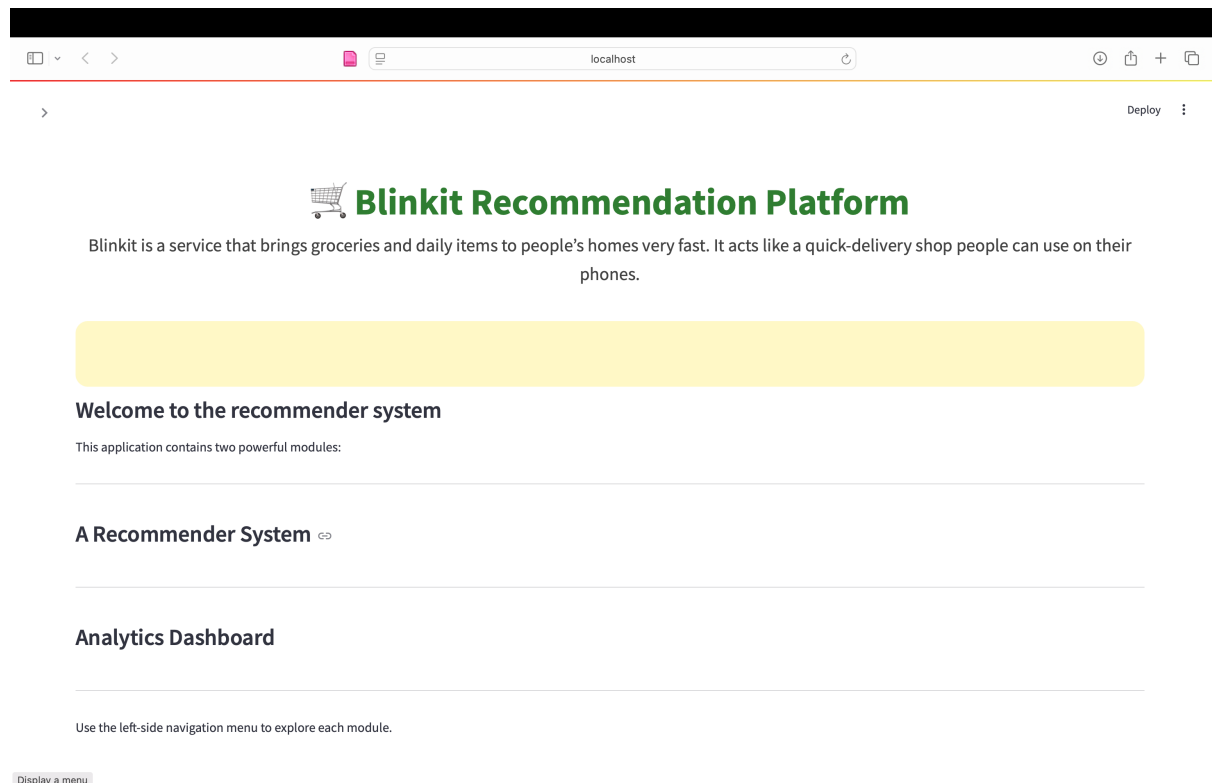 localhost
Deploy
Blinkit Recommendation Platform
Blinkit is a service that brings groceries and daily items to people’s homes very fast. It acts like a quick-delivery shop people can use on their
phones.
Welcome to the recommender system
This application contains two powerful modules:
A Recommender System
Analytics Dashboard
Use the left-side navigation menu to explore each module.
Display a menu